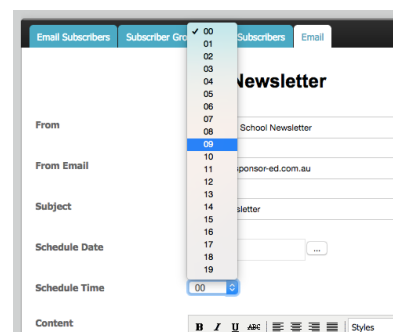 Email Subscribers Subscriber Gro Subscribers Email
✓ 00
01
02
03
04
05
06
07
08
09
10
11
12
13
14
15
16
17
18
19
Newsletter
From School Newsletter
From Email ponsor-ed.com.au
Subject sletter
Schedule Date ...
Schedule Time 00
Content B I U ABC Styles